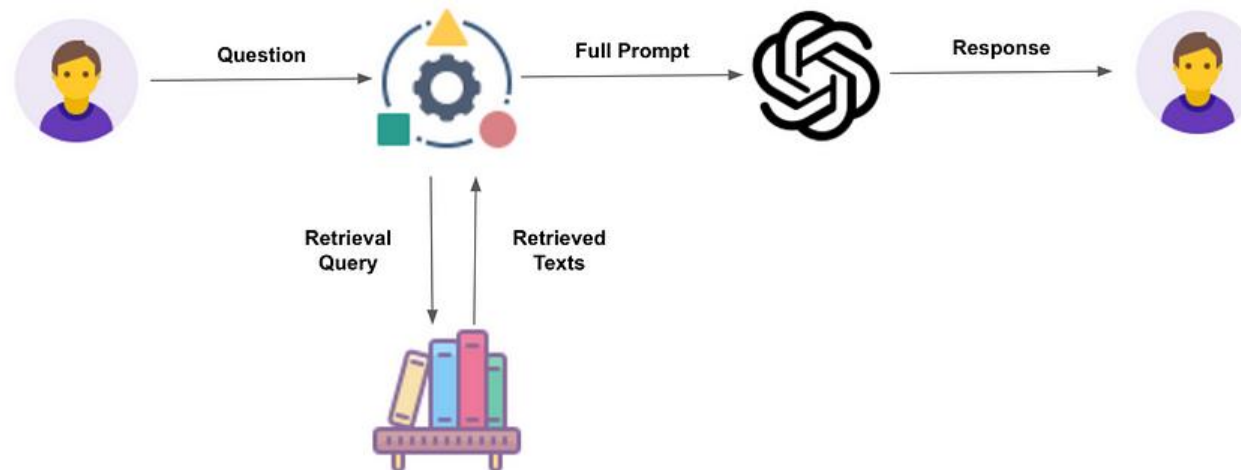 Question
Full Prompt
Response
Retrieval
Query
Retrieved
Texts